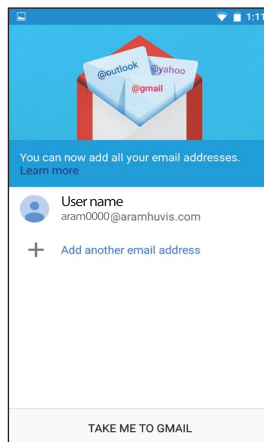 1:11
@outlook
@yahoo
@gmail
You can now add all your email addresses.
Learn more
User name
aram0000@aramhuvis.com
Add another email address
TAKE ME TO GMAIL